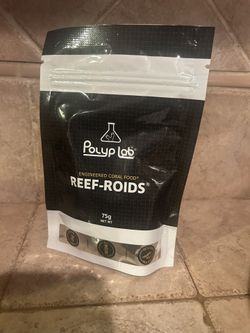 Polyp Lab
ENGINEERED CORAL FOOD®
REEF-ROIDS®
75g
NET WT